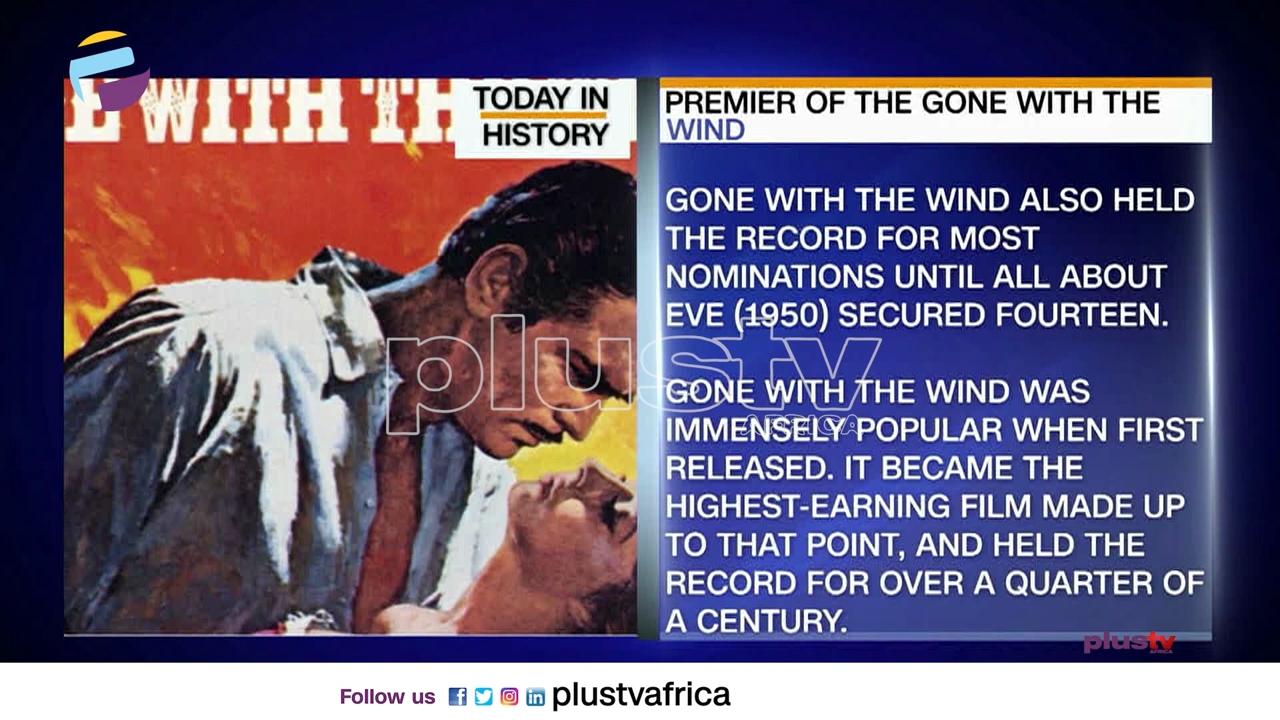 E WITH TH
TODAY IN
HISTORY
PREMIER OF THE GONE WITH THE
WIND
GONE WITH THE WIND ALSO HELD
THE RECORD FOR MOST
NOMINATIONS UNTIL ALL ABOUT
EVE (1950) SECURED FOURTEEN.
GONE WITH THE WIND WAS
IMMENSELY POPULAR WHEN FIRST
RELEASED. IT BECAME THE
HIGHEST-EARNING FILM MADE UP
TO THAT POINT, AND HELD THE
RECORD FOR OVER A QUARTER OF
A CENTURY.
plustv
AFRICA
plustv
AFRICA
Follow us plustvafrica